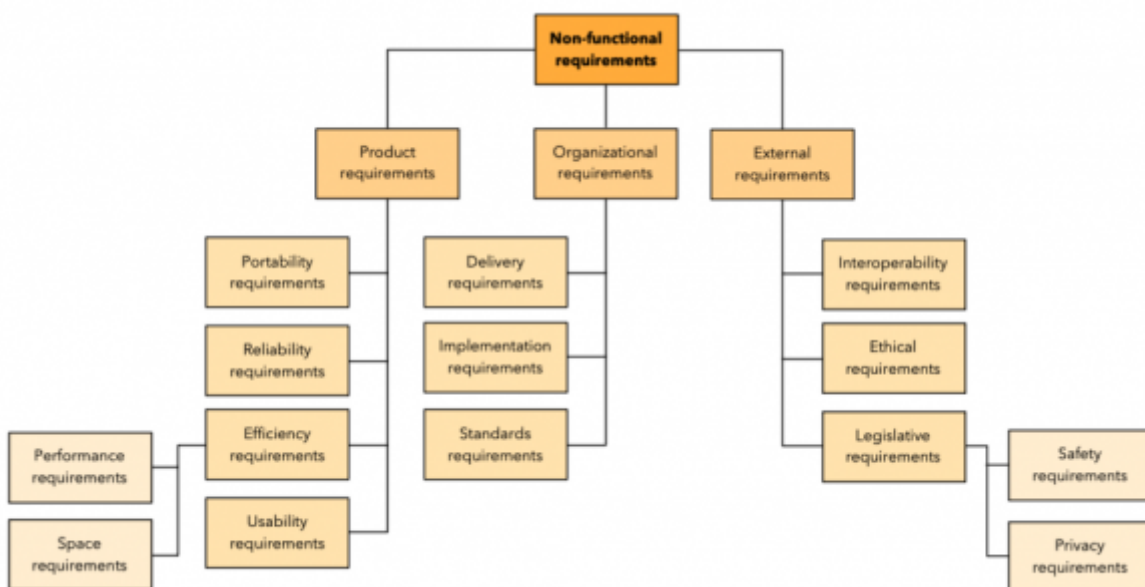 Non-functional
requirements
Product
requirements
Organizational
requirements
External
requirements
Portability
requirements
Delivery
requirements
Interoperability
requirements
Reliability
requirements
Implementation
requirements
Ethical
requirements
Efficiency
requirements
Standards
requirements
Legislative
requirements
Performance
requirements
Safety
requirements
Usability
requirements
Space
requirements
Privacy
requirements